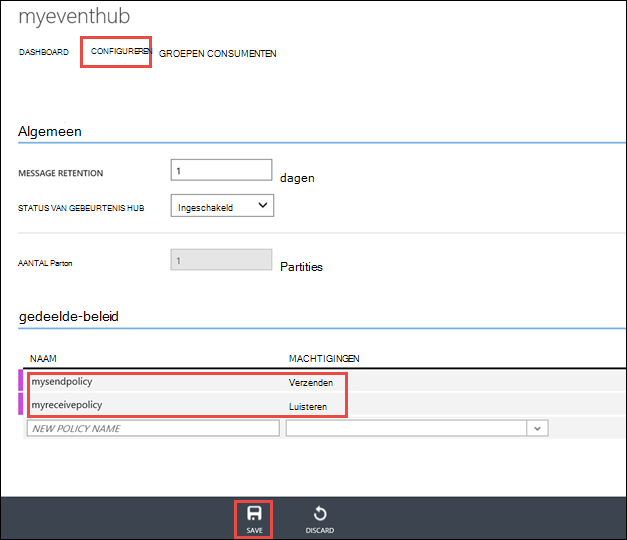 myeventhub
DASHBOARD CONFIGUREREN GROEPEN CONSUMENTEN
Algemeen
MESSAGE RETENTION 1 dagen
STATUS VAN GEBEURTENIS HUB Ingeschakeld
AANTAL Parton 1 Partities
gedeelde-beleid
NAAM MACHTIGINGEN
mysendpolicy Verzenden
myreceivepolicy Luisteren
NEW POLICY NAME
SAVE DISCARD